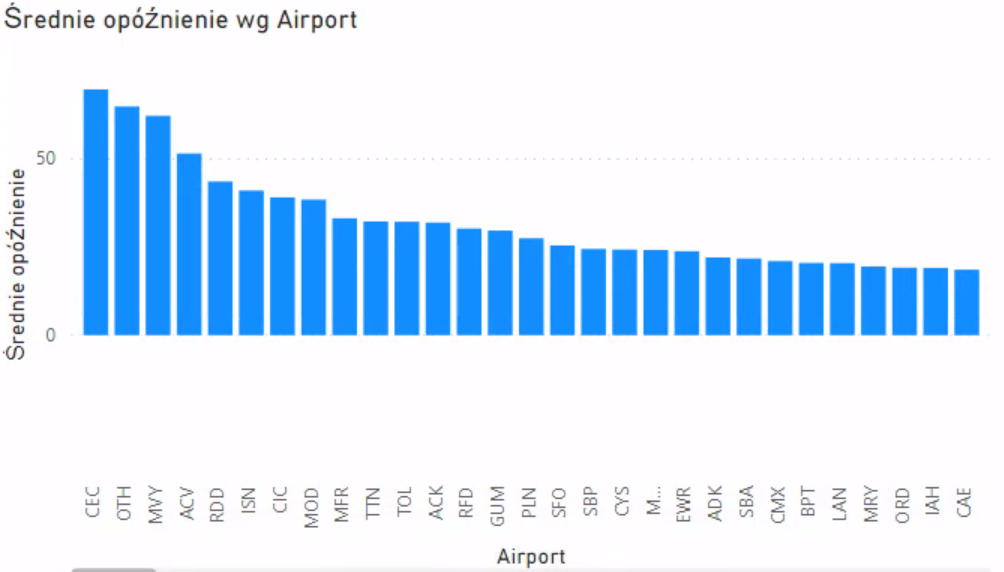 Średnie opóŹnienie wg Airport
Średnie opóŹnienie
50
0
CEC
OTH
MVY
ACV
RDD
ISN
CIC
MOD
MFR
TTN
TOL
ACK
RFD
GUM
PLN
SFO
SBP
CYS
M...
EWR
ADK
SBA
CMX
BPT
LAN
MRY
ORD
IAH
CAE
Airport